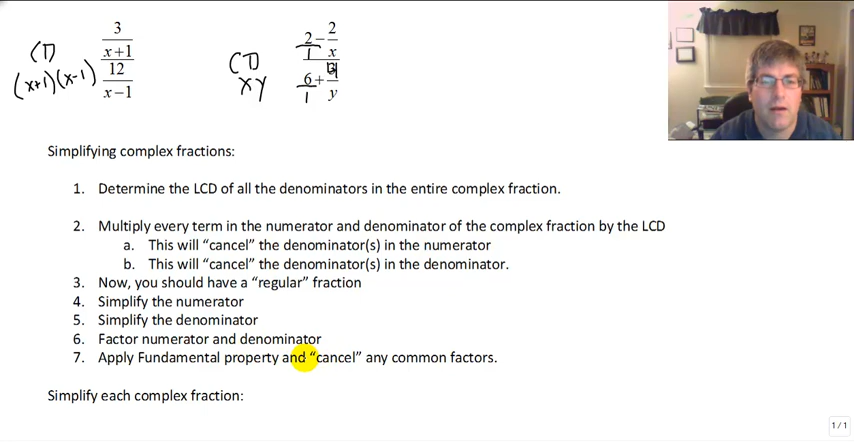 CD (x+1)(x-1)
3
x+1
12
x−1
CD xy
2 − 2
1 x
6 +
1 y
Simplifying complex fractions:
1. Determine the LCD of all the denominators in the entire complex fraction.
2. Multiply every term in the numerator and denominator of the complex fraction by the LCD
a. This will “cancel” the denominator(s) in the numerator
b. This will “cancel” the denominator(s) in the denominator.
3. Now, you should have a “regular” fraction
4. Simplify the numerator
5. Simplify the denominator
6. Factor numerator and denominator
7. Apply Fundamental property and “cancel” any common factors.
Simplify each complex fraction:
1 / 1